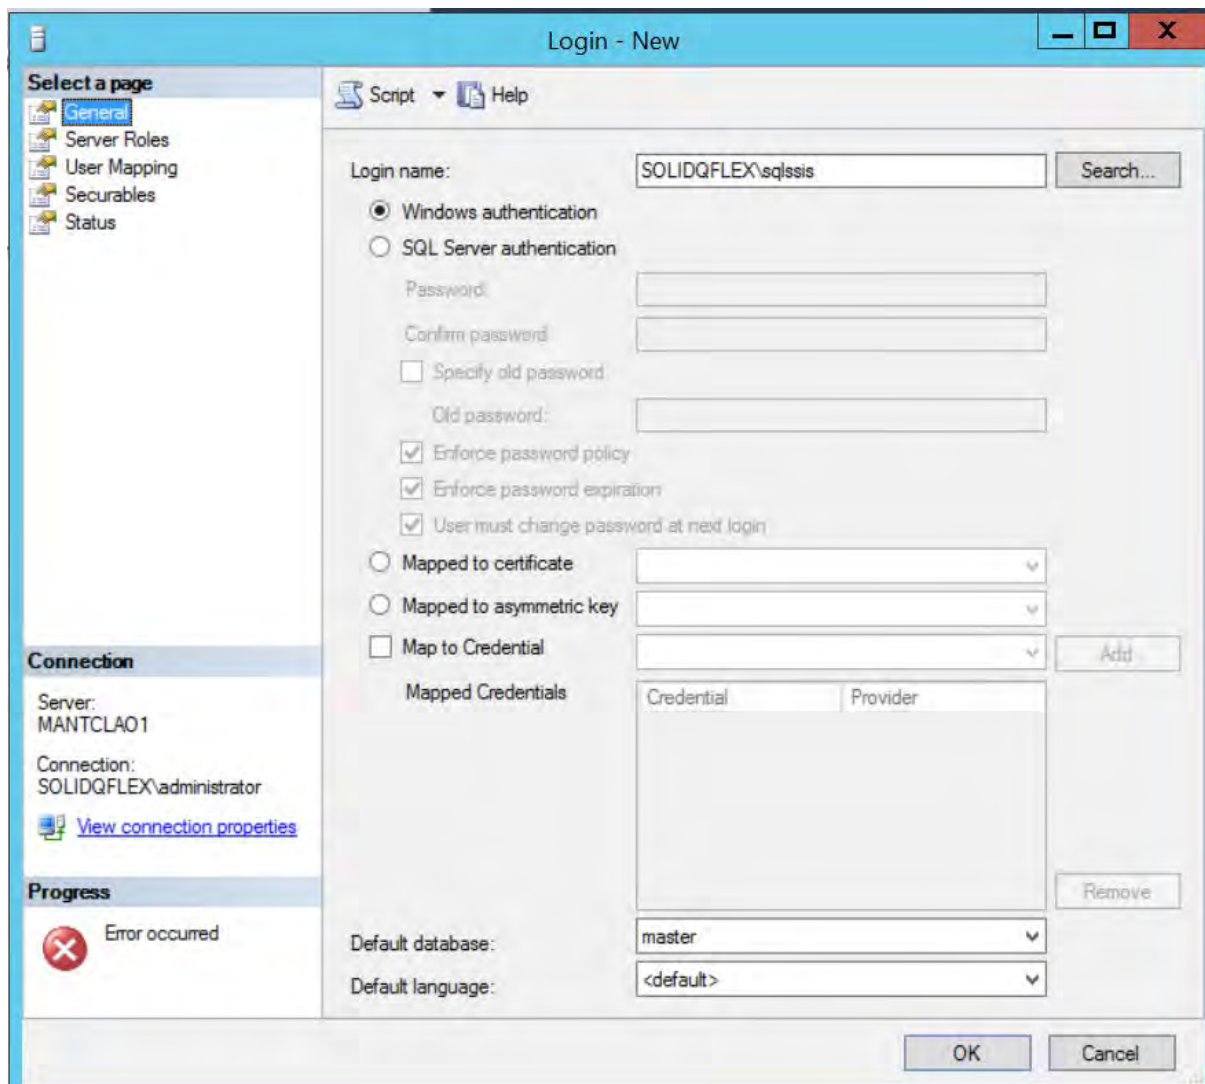 Login - New
X
Select a page
General
Server Roles
User Mapping
Securables
Status
Script Help
Login name: SOLIDQFLEX\sqlssis Search...
Windows authentication
SQL Server authentication
Password:
Confirm password:
Specify old password
Old password:
Enforce password policy
Enforce password expiration
User must change password at next login
Mapped to certificate
Mapped to asymmetric key
Map to Credential Add
Mapped Credentials Credential Provider
Remove
Default database: master
Default language: <default>
Connection
Server:
MANTCLAO1
Connection:
SOLIDQFLEX\administrator
View connection properties
Progress
Error occurred
OK Cancel